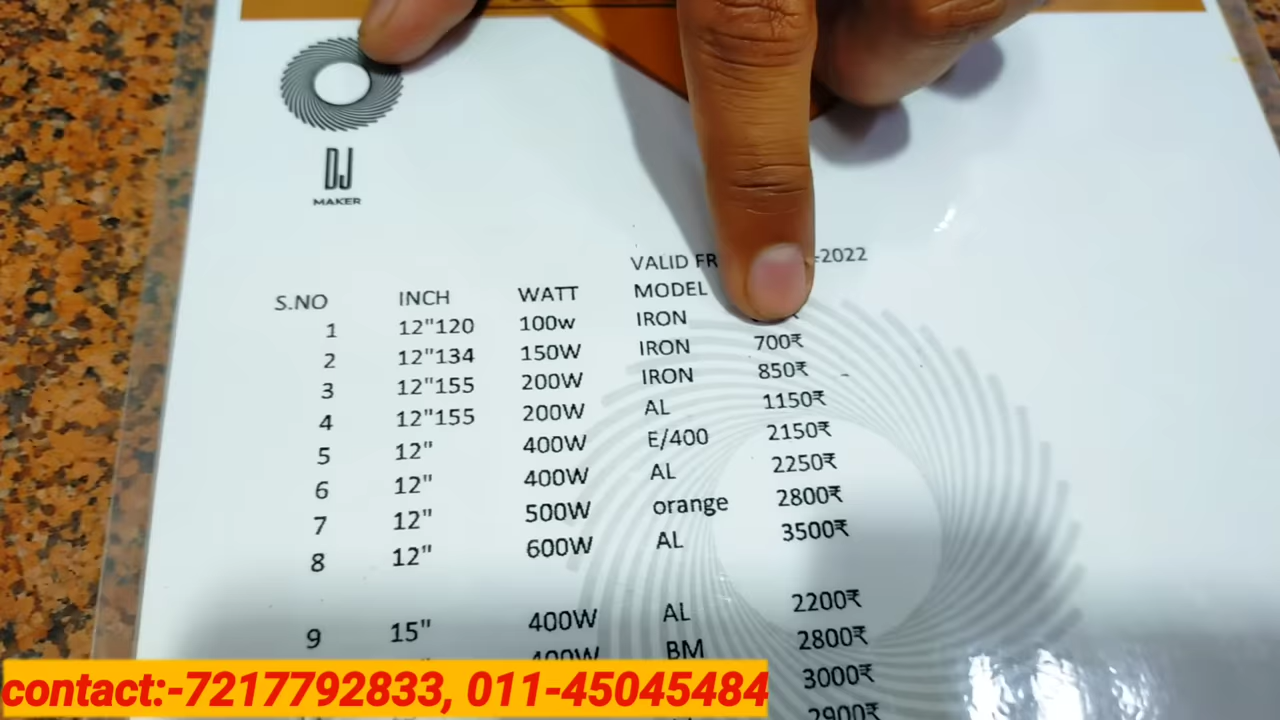 DJ
MAKER
VALID FR -2022
S.NO INCH WATT MODEL
1 12"120 100w IRON
2 12"134 150W IRON 700₹
3 12"155 200W IRON 850₹
4 12"155 200W AL 1150₹
5 12" 400W E/400 2150₹
6 12" 400W AL 2250₹
7 12" 500W orange 2800₹
8 12" 600W AL 3500₹
9 15" 400W AL 2200₹
400W BM 2800₹
3000₹
2900₹
contact:-7217792833, 011-45045484